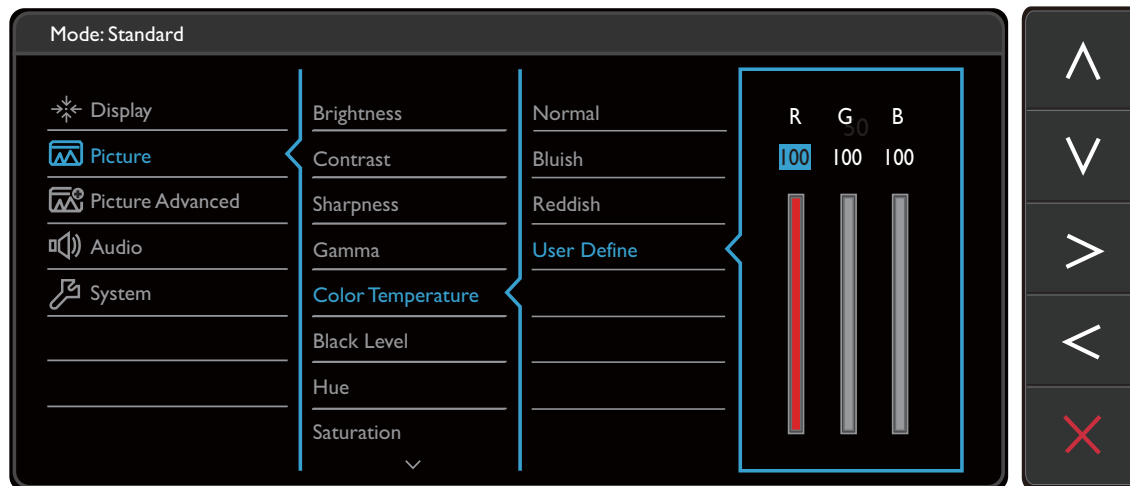 Mode: Standard
Display
Picture
Picture Advanced
Audio
System
Brightness
Contrast
Sharpness
Gamma
Color Temperature
Black Level
Hue
Saturation
Normal
Bluish
Reddish
User Define
R G B
50
100 100 100